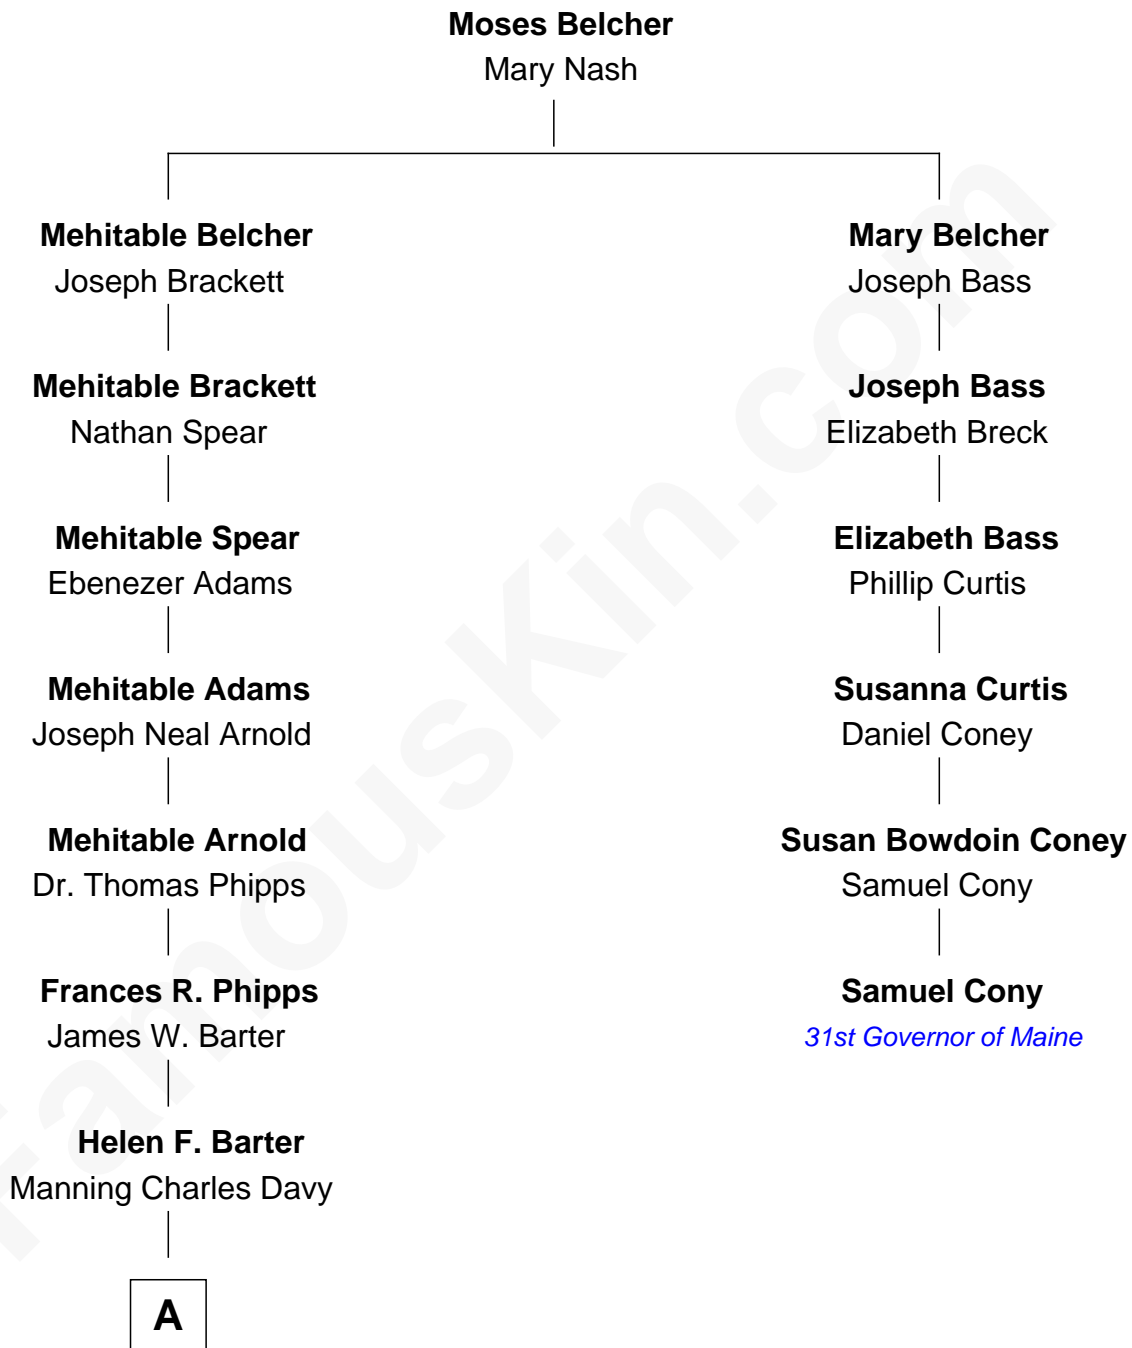 Moses Belcher
Mary Nash
Mehitable Belcher
Joseph Brackett
Mary Belcher
Joseph Bass
Mehitable Brackett
Nathan Spear
Joseph Bass
Elizabeth Breck
Mehitable Spear
Ebenezer Adams
Elizabeth Bass
Phillip Curtis
Mehitable Adams
Joseph Neal Arnold
Susanna Curtis
Daniel Coney
Mehitable Arnold
Dr. Thomas Phipps
Susan Bowdoin Coney
Samuel Cony
Frances R. Phipps
James W. Barter
Samuel Cony
31st Governor of Maine
Helen F. Barter
Manning Charles Davy
A
FamousKin.com